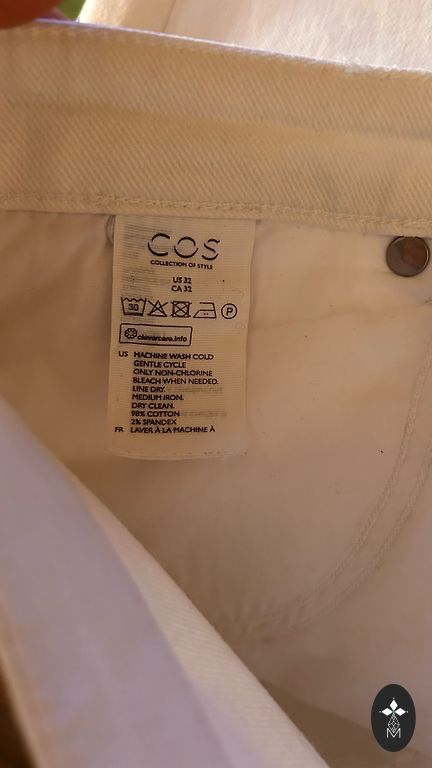 COS
COLLECTION OF STYLE
US 32
CA 32
30 P
clevercare.info
US MACHINE WASH COLD
GENTLE CYCLE
ONLY NON-CHLORINE
BLEACH WHEN NEEDED.
LINE DRY.
MEDIUM IRON.
DRY CLEAN.
98% COTTON
2% SPANDEX
FR LAVER À LA MACHINE À
M